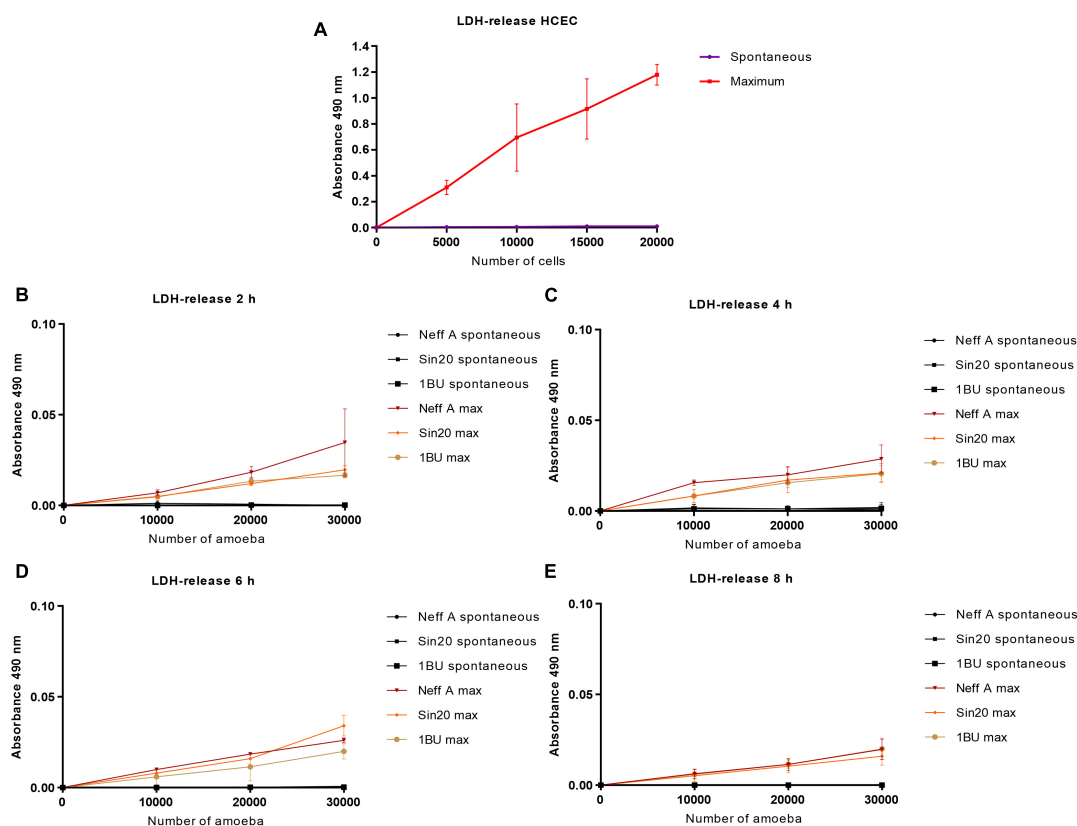 LDH-release HCEC
A
Absorbance 490 nm
1.4
1.2
1.0
0.8
0.6
0.4
0.2
0.0
0 5000 10000 15000 20000
Number of cells
Spontaneous
Maximum
B
LDH-release 2 h
Absorbance 490 nm
0.10
0.05
0.00
0 10000 20000 30000
Number of amoeba
Neff A spontaneous
Sin20 spontaneous
1BU spontaneous
Neff A max
Sin20 max
1BU max
C
LDH-release 4 h
Absorbance 490 nm
0.10
0.05
0.00
0 10000 20000 30000
Number of amoeba
Neff A spontaneous
Sin20 spontaneous
1BU spontaneous
Neff A max
Sin20 max
1BU max
D
LDH-release 6 h
Absorbance 490 nm
0.10
0.05
0.00
0 10000 20000 30000
Number of amoeba
Neff A spontaneous
Sin20 spontaneous
1BU spontaneous
Neff A max
Sin20 max
1BU max
E
LDH-release 8 h
Absorbance 490 nm
0.10
0.05
0.00
0 10000 20000 30000
Number of amoeba
Neff A spontaneous
Sin20 spontaneous
1BU spontaneous
Neff A max
Sin20 max
1BU max